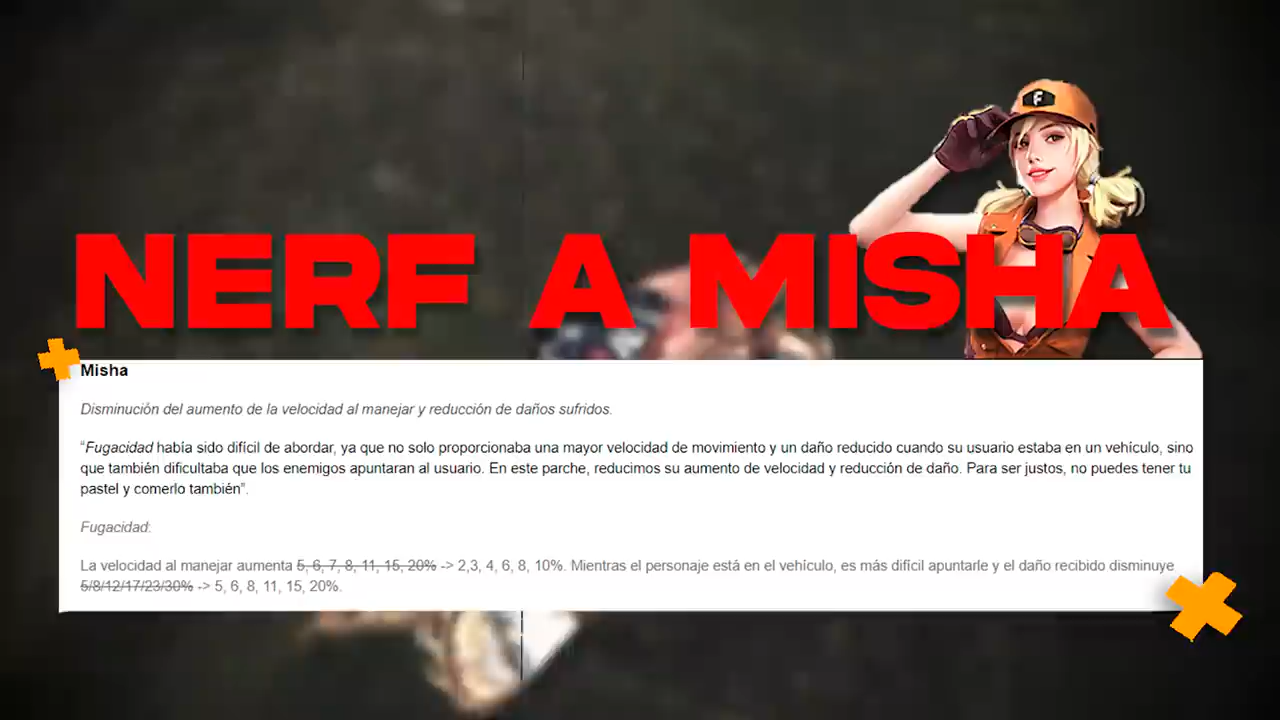 F
NERF A MISHA
Misha
Disminución del aumento de la velocidad al manejar y reducción de daños sufridos.
“Fugacidad había sido difícil de abordar, ya que no solo proporcionaba una mayor velocidad de movimiento y un daño reducido cuando su usuario estaba en un vehículo, sino
que también dificultaba que los enemigos apuntaran al usuario. En este parche, reducimos su aumento de velocidad y reducción de daño. Para ser justos, no puedes tener tu
pastel y comerlo también”.
Fugacidad:
La velocidad al manejar aumenta 5, 6, 7, 8, 11, 15, 20% -> 2,3, 4, 6, 8, 10%. Mientras el personaje está en el vehículo, es más difícil apuntarle y el daño recibido disminuye
5/8/12/17/23/30% -> 5, 6, 8, 11, 15, 20%.